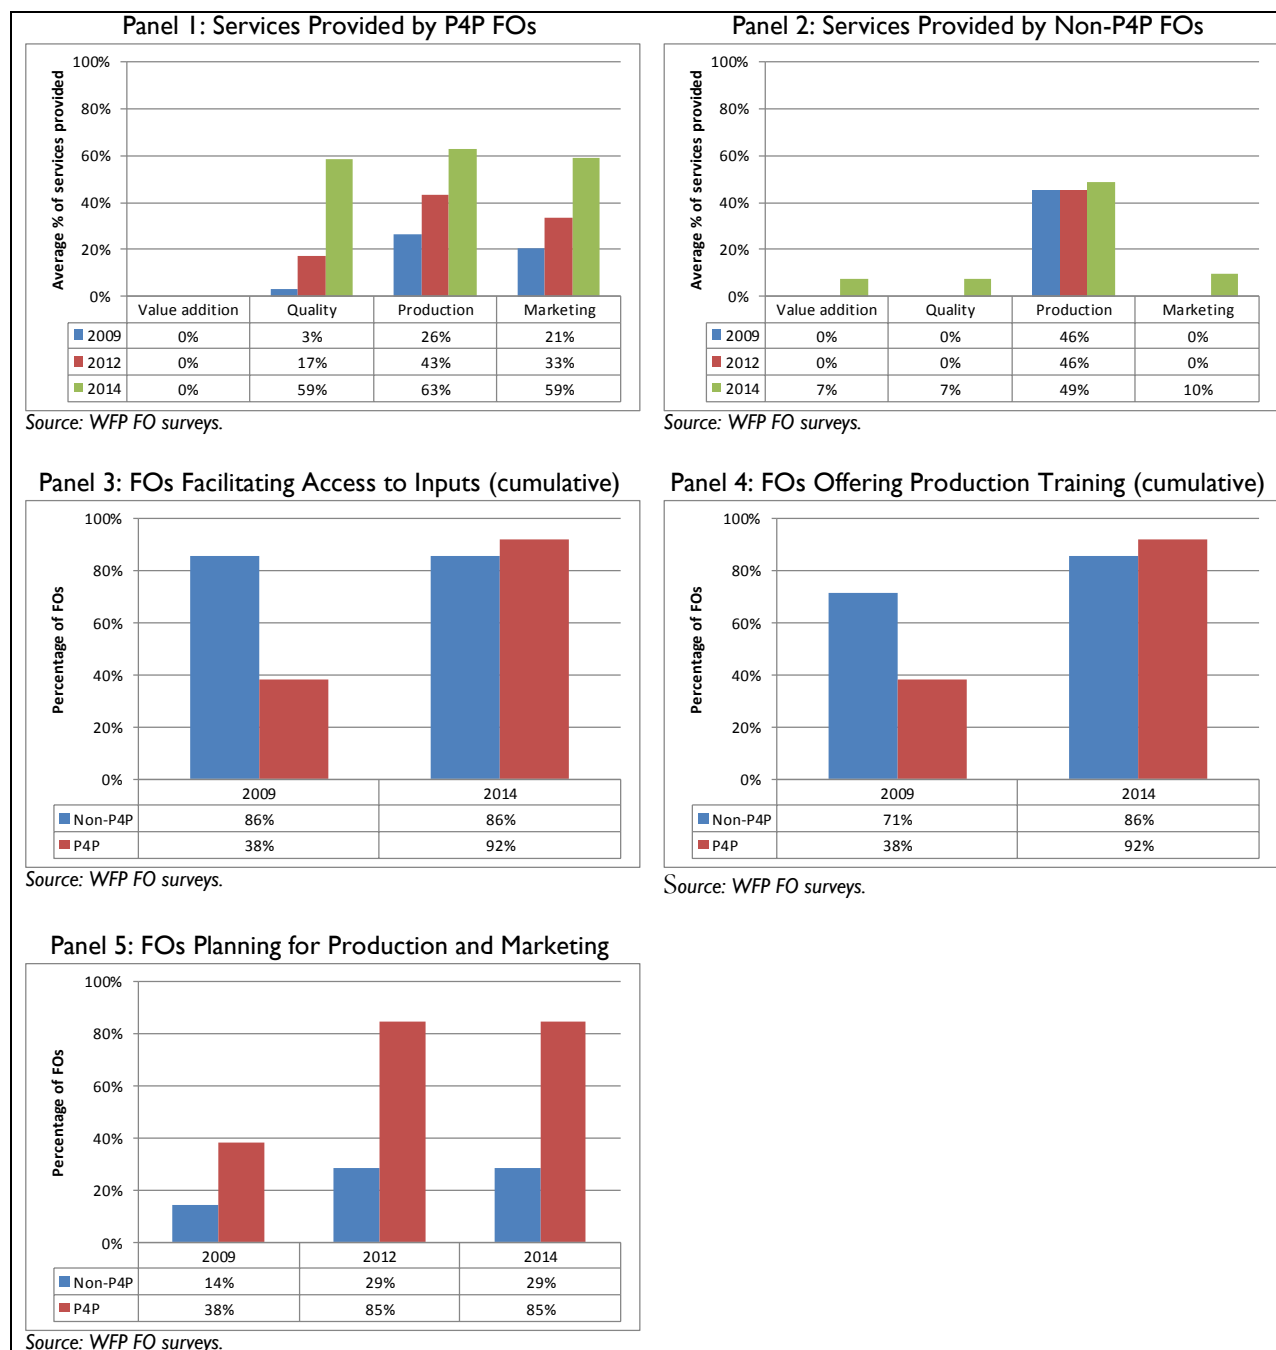 Panel 1: Services Provided by P4P FOs
Average % of services provided
100%
80%
60%
40%
20%
0%
Value addition Quality Production Marketing
2009 0% 3% 26% 21%
2012 0% 17% 43% 33%
2014 0% 59% 63% 59%
Source: WFP FO surveys.
Panel 2: Services Provided by Non-P4P FOs
Average % of services provided
100%
80%
60%
40%
20%
0%
Value addition Quality Production Marketing
2009 0% 0% 46% 0%
2012 0% 0% 46% 0%
2014 7% 7% 49% 10%
Source: WFP FO surveys.
Panel 3: FOs Facilitating Access to Inputs (cumulative)
Percentage of FOs
100%
80%
60%
40%
20%
0%
2009 2014
Non-P4P 86% 86%
P4P 38% 92%
Source: WFP FO surveys.
Panel 4: FOs Offering Production Training (cumulative)
Percentage of FOs
100%
80%
60%
40%
20%
0%
2009 2014
Non-P4P 71% 86%
P4P 38% 92%
Source: WFP FO surveys.
Panel 5: FOs Planning for Production and Marketing
Percentage of FOs
100%
80%
60%
40%
20%
0%
2009 2012 2014
Non-P4P 14% 29% 29%
P4P 38% 85% 85%
Source: WFP FO surveys.